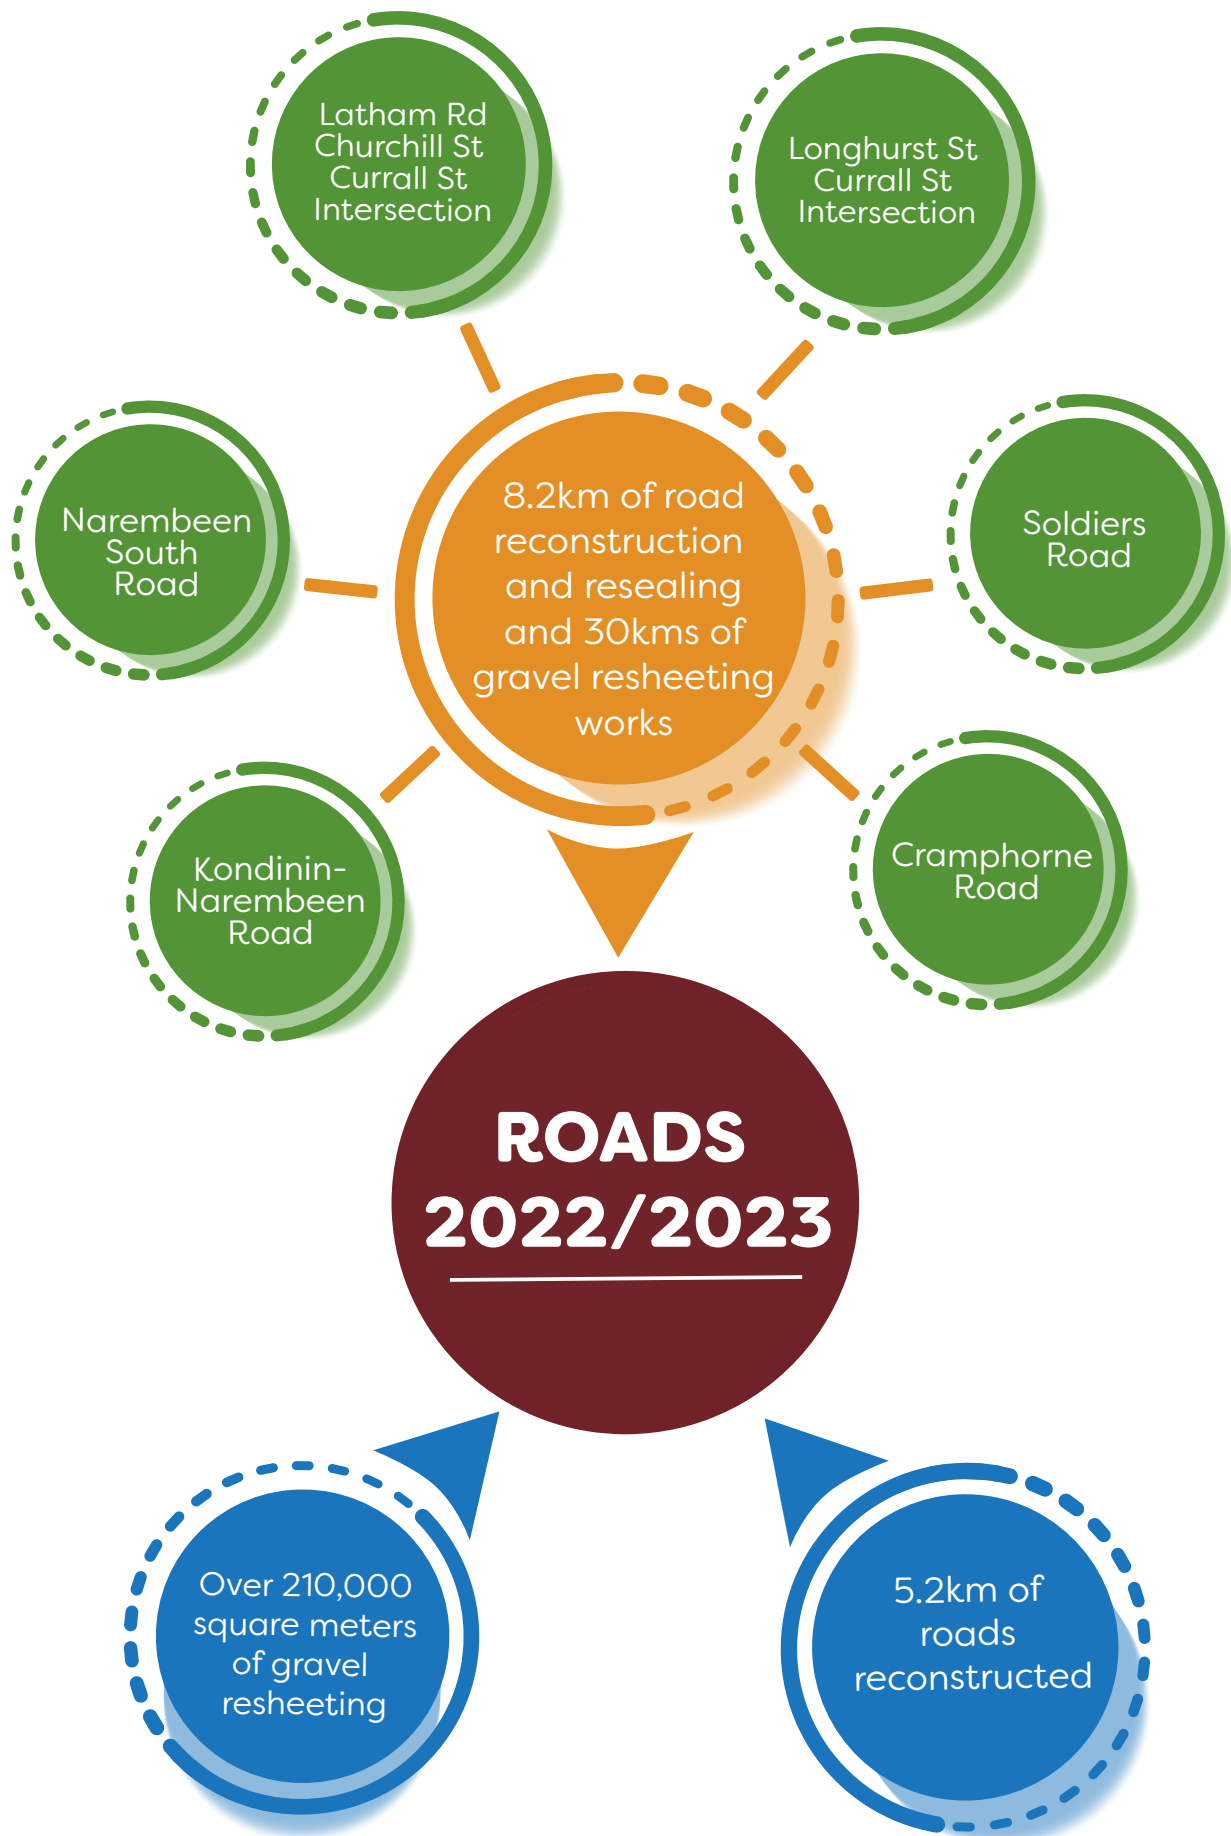 Latham Rd
Churchill St
Currall St
Intersection
Longhurst St
Currall St
Intersection
Narembeen
South
Road
8.2km of road
reconstruction
and resealing
and 30kms of
gravel resheeting
works
Soldiers
Road
Kondinin-
Narembeen
Road
Cramphorne
Road
ROADS
2022/2023
Over 210,000
square meters
of gravel
resheeting
5.2km of
roads
reconstructed